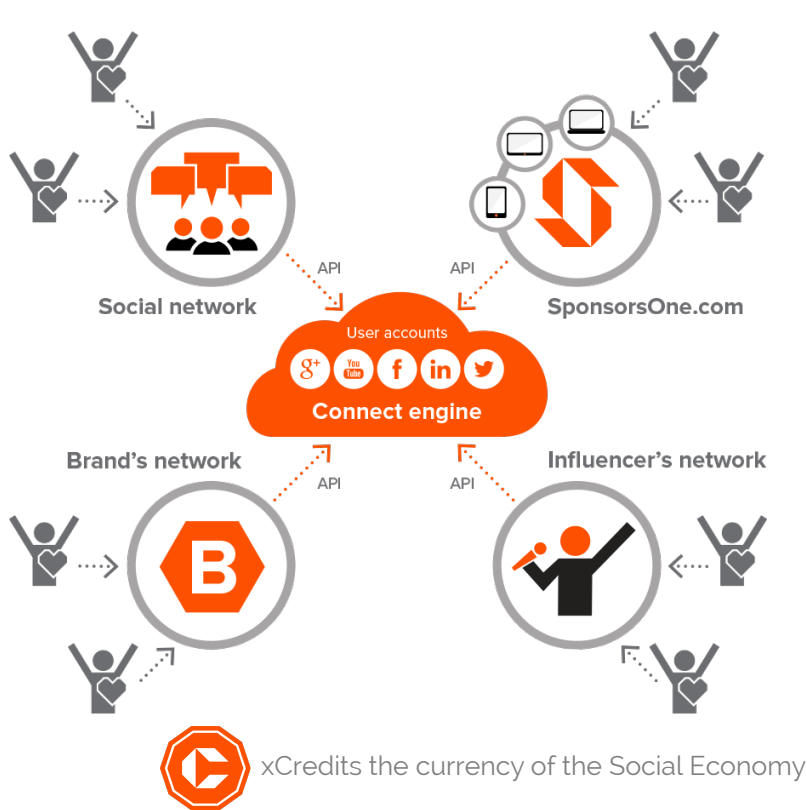 API
API
Social network
SponsorsOne.com
User accounts
g+
You
Tube
f
in
Connect engine
Brand's network
Influencer's network
API
API
B
xCredits the currency of the Social Economy